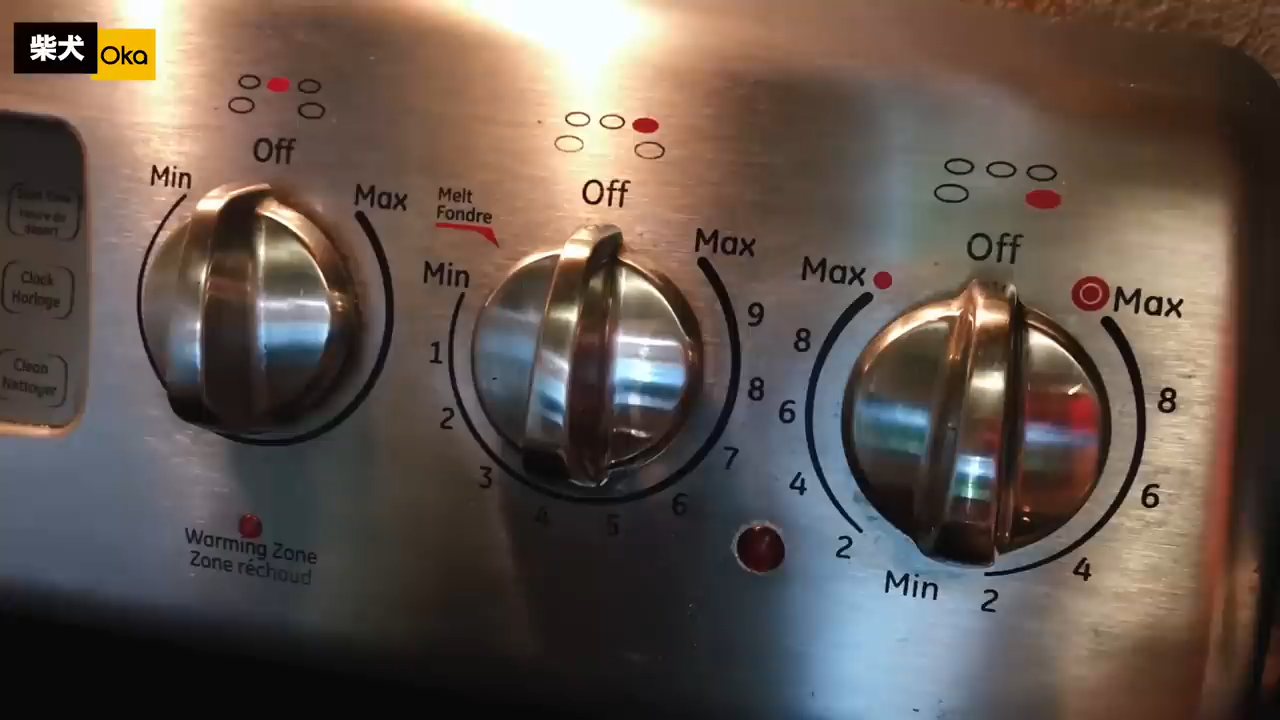 柴犬
Oka
Off
Min
Max
Warming Zone
Zone réchaud
Clock
Horloge
Clean
Nettoyer
Off
Melt
Fondre
Min
Max
1
2
3
4
5
6
7
8
9
Off
Max
8
6
4
2
Min
Max
8
6
4
2